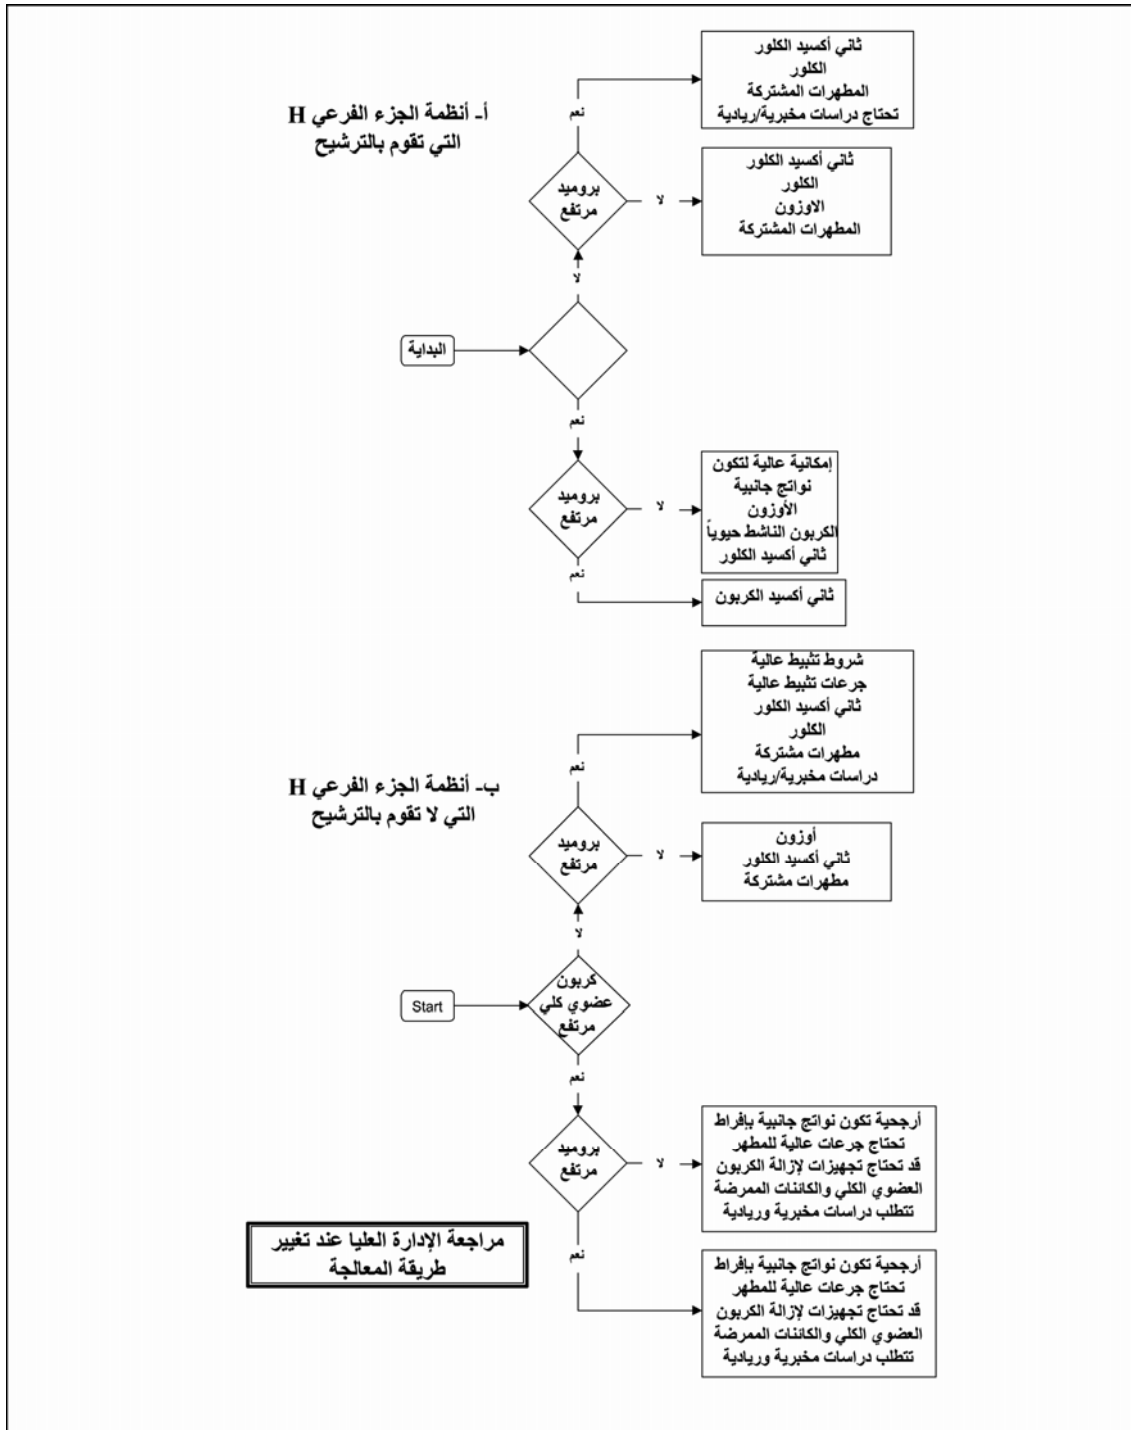 ثاني أكسيد الكلور
الكلور
المطهرات المشتركة
تحتاج دراسات مخبرية/ريادية
نعم
أ- أنظمة الجزء الفرعي H
التي تقوم بالترشيح
بروميد
مرتفع
لا
ثاني أكسيد الكلور
الكلور
الاوزون
المطهرات المشتركة
لا
البداية
نعم
بروميد
مرتفع
لا
إمكانية عالية لتكون
نواتج جانبية
الأوزون
الكربون الناشط حيوياً
ثاني أكسيد الكلور
نعم
ثاني أكسيد الكربون
شروط تثبيط عالية
جرعات تثبيط عالية
ثاني أكسيد الكلور
الكلور
مطهرات مشتركة
دراسات مخبرية/ريادية
نعم
ب- أنظمة الجزء الفرعي H
التي لا تقوم بالترشيح
بروميد
مرتفع
لا
أوزون
ثاني أكسيد الكلور
مطهرات مشتركة
لا
Start
كربون
عضوي كلي
مرتفع
نعم
بروميد
مرتفع
لا
أرجحية تكون نواتج جانبية بإفراط
تحتاج جرعات عالية للمطهر
قد تحتاج تجهيزات لإزالة الكربون
العضوي الكلي والكائنات الممرضة
تتطلب دراسات مخبرية وريادية
نعم
مراجعة الإدارة العليا عند تغيير
طريقة المعالجة
أرجحية تكون نواتج جانبية بإفراط
تحتاج جرعات عالية للمطهر
قد تحتاج تجهيزات لإزالة الكربون
العضوي الكلي والكائنات الممرضة
تتطلب دراسات مخبرية وريادية